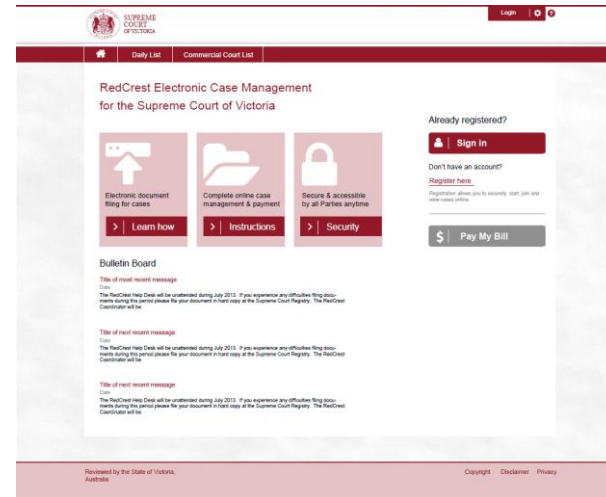 SUPREME
COURT
OF VICTORIA
Login
Daily List Commercial Court List
RedCrest Electronic Case Management
for the Supreme Court of Victoria
Electronic document
filing for cases
Learn how
Complete online case
management & payment
Instructions
Secure & accessible
by all Parties anytime
Security
Already registered?
Sign in
Don't have an account?
Register here
Registration allows you to securely start, join and
view cases online.
$ Pay My Bill
Bulletin Board
Title of most recent message
Date
The RedCrest Help Desk will be unattended during July 2013. If you experience any difficulties filing docu-
ments during this period please file your document in hard copy at the Supreme Court Registry. The RedCrest
Coordinator will be
Title of next recent message
Date
The RedCrest Help Desk will be unattended during July 2013. If you experience any difficulties filing docu-
ments during this period please file your document in hard copy at the Supreme Court Registry. The RedCrest
Coordinator will be
Title of next recent message
Date
The RedCrest Help Desk will be unattended during July 2013. If you experience any difficulties filing docu-
ments during this period please file your document in hard copy at the Supreme Court Registry. The RedCrest
Coordinator will be
Reviewed by the State of Victoria,
Australia
Copyright Disclaimer Privacy